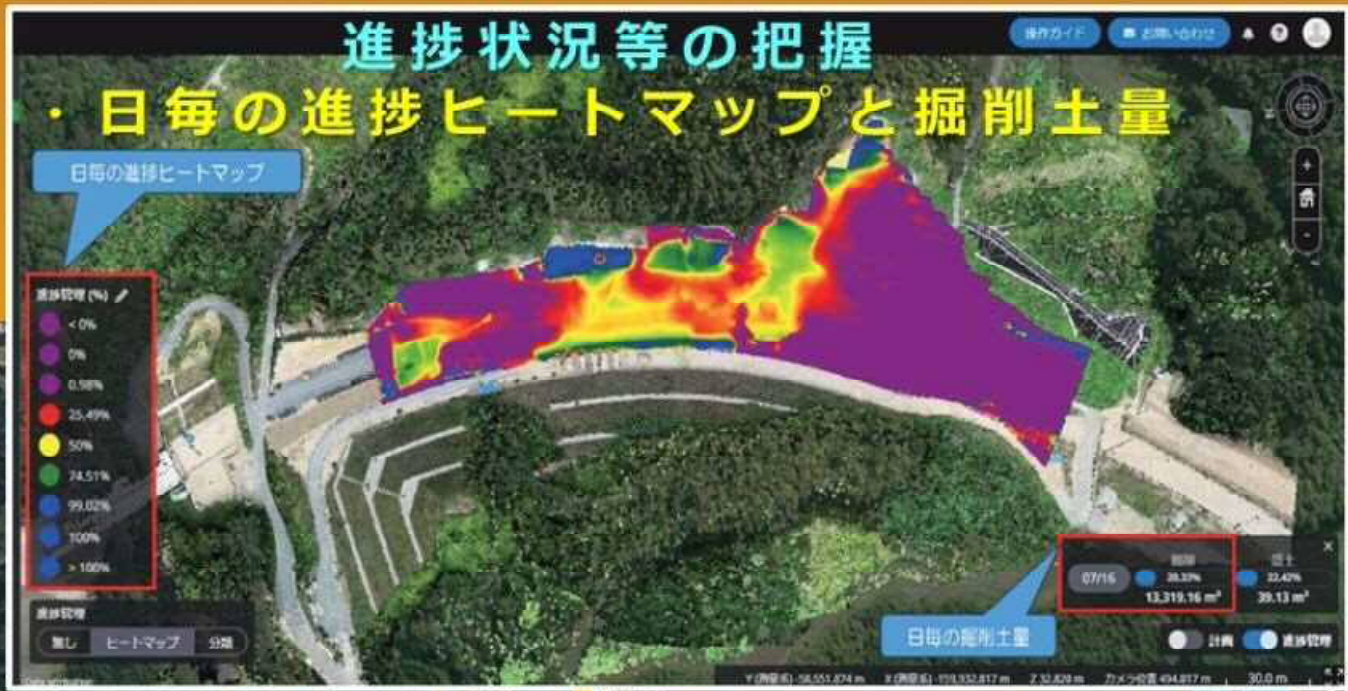 進捗状況等の把握
操作ガイド
お問い合わせ
・日毎の進捗ヒートマップと掘削土量
日毎の進捗ヒートマップ
進捗管理 (%)
< 0%
0%
0.98%
25.49%
50%
74.51%
99.02%
100%
> 100%
進捗管理
無し ヒートマップ 分類
07/16
掘削
13,319.16 m³
盛土
39.13 m³
日毎の掘削土量
計画 進捗管理
30.0 m